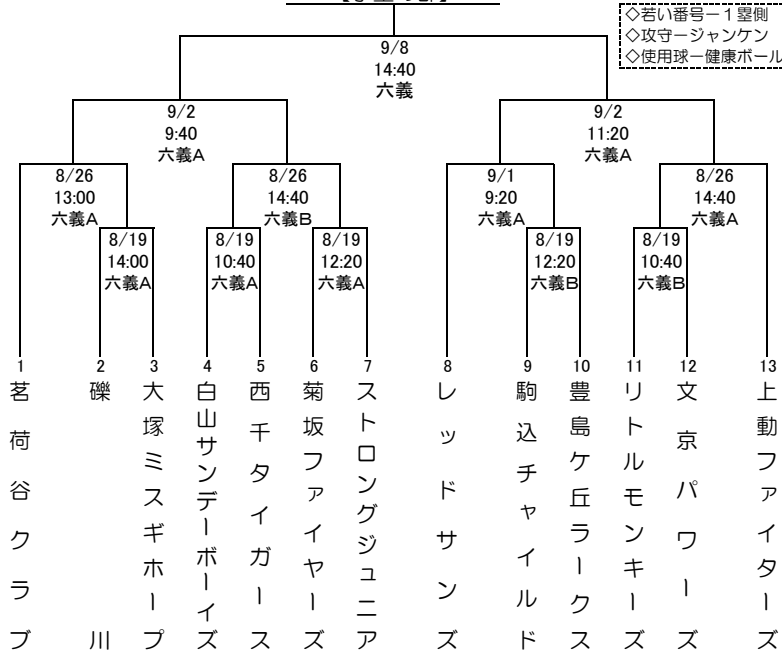 ◇若い番号－１塁側
◇攻守－ジャンケン
◇使用球－健康ボール
9/8
14:40
六義
9/2
9:40
六義A
9/2
11:20
六義A
8/26
13:00
六義A
8/26
14:40
六義B
9/1
9:20
六義A
8/26
14:40
六義A
8/19
14:00
六義A
8/19
10:40
六義A
8/19
12:20
六義A
8/19
12:20
六義B
8/19
10:40
六義B
1
茗荷谷クラブ
2
礫川
3
大塚ミスギホープ
4
白山サンデーボーイズ
5
西千タイガース
6
菊坂ファイヤーズ
7
ストロングジュニア
8
レッドサンズ
9
駒込チャイルド
10
豊島ケ丘ラークス
11
リトルモンキーズ
12
文京パワーズ
13
上動ファイターズ